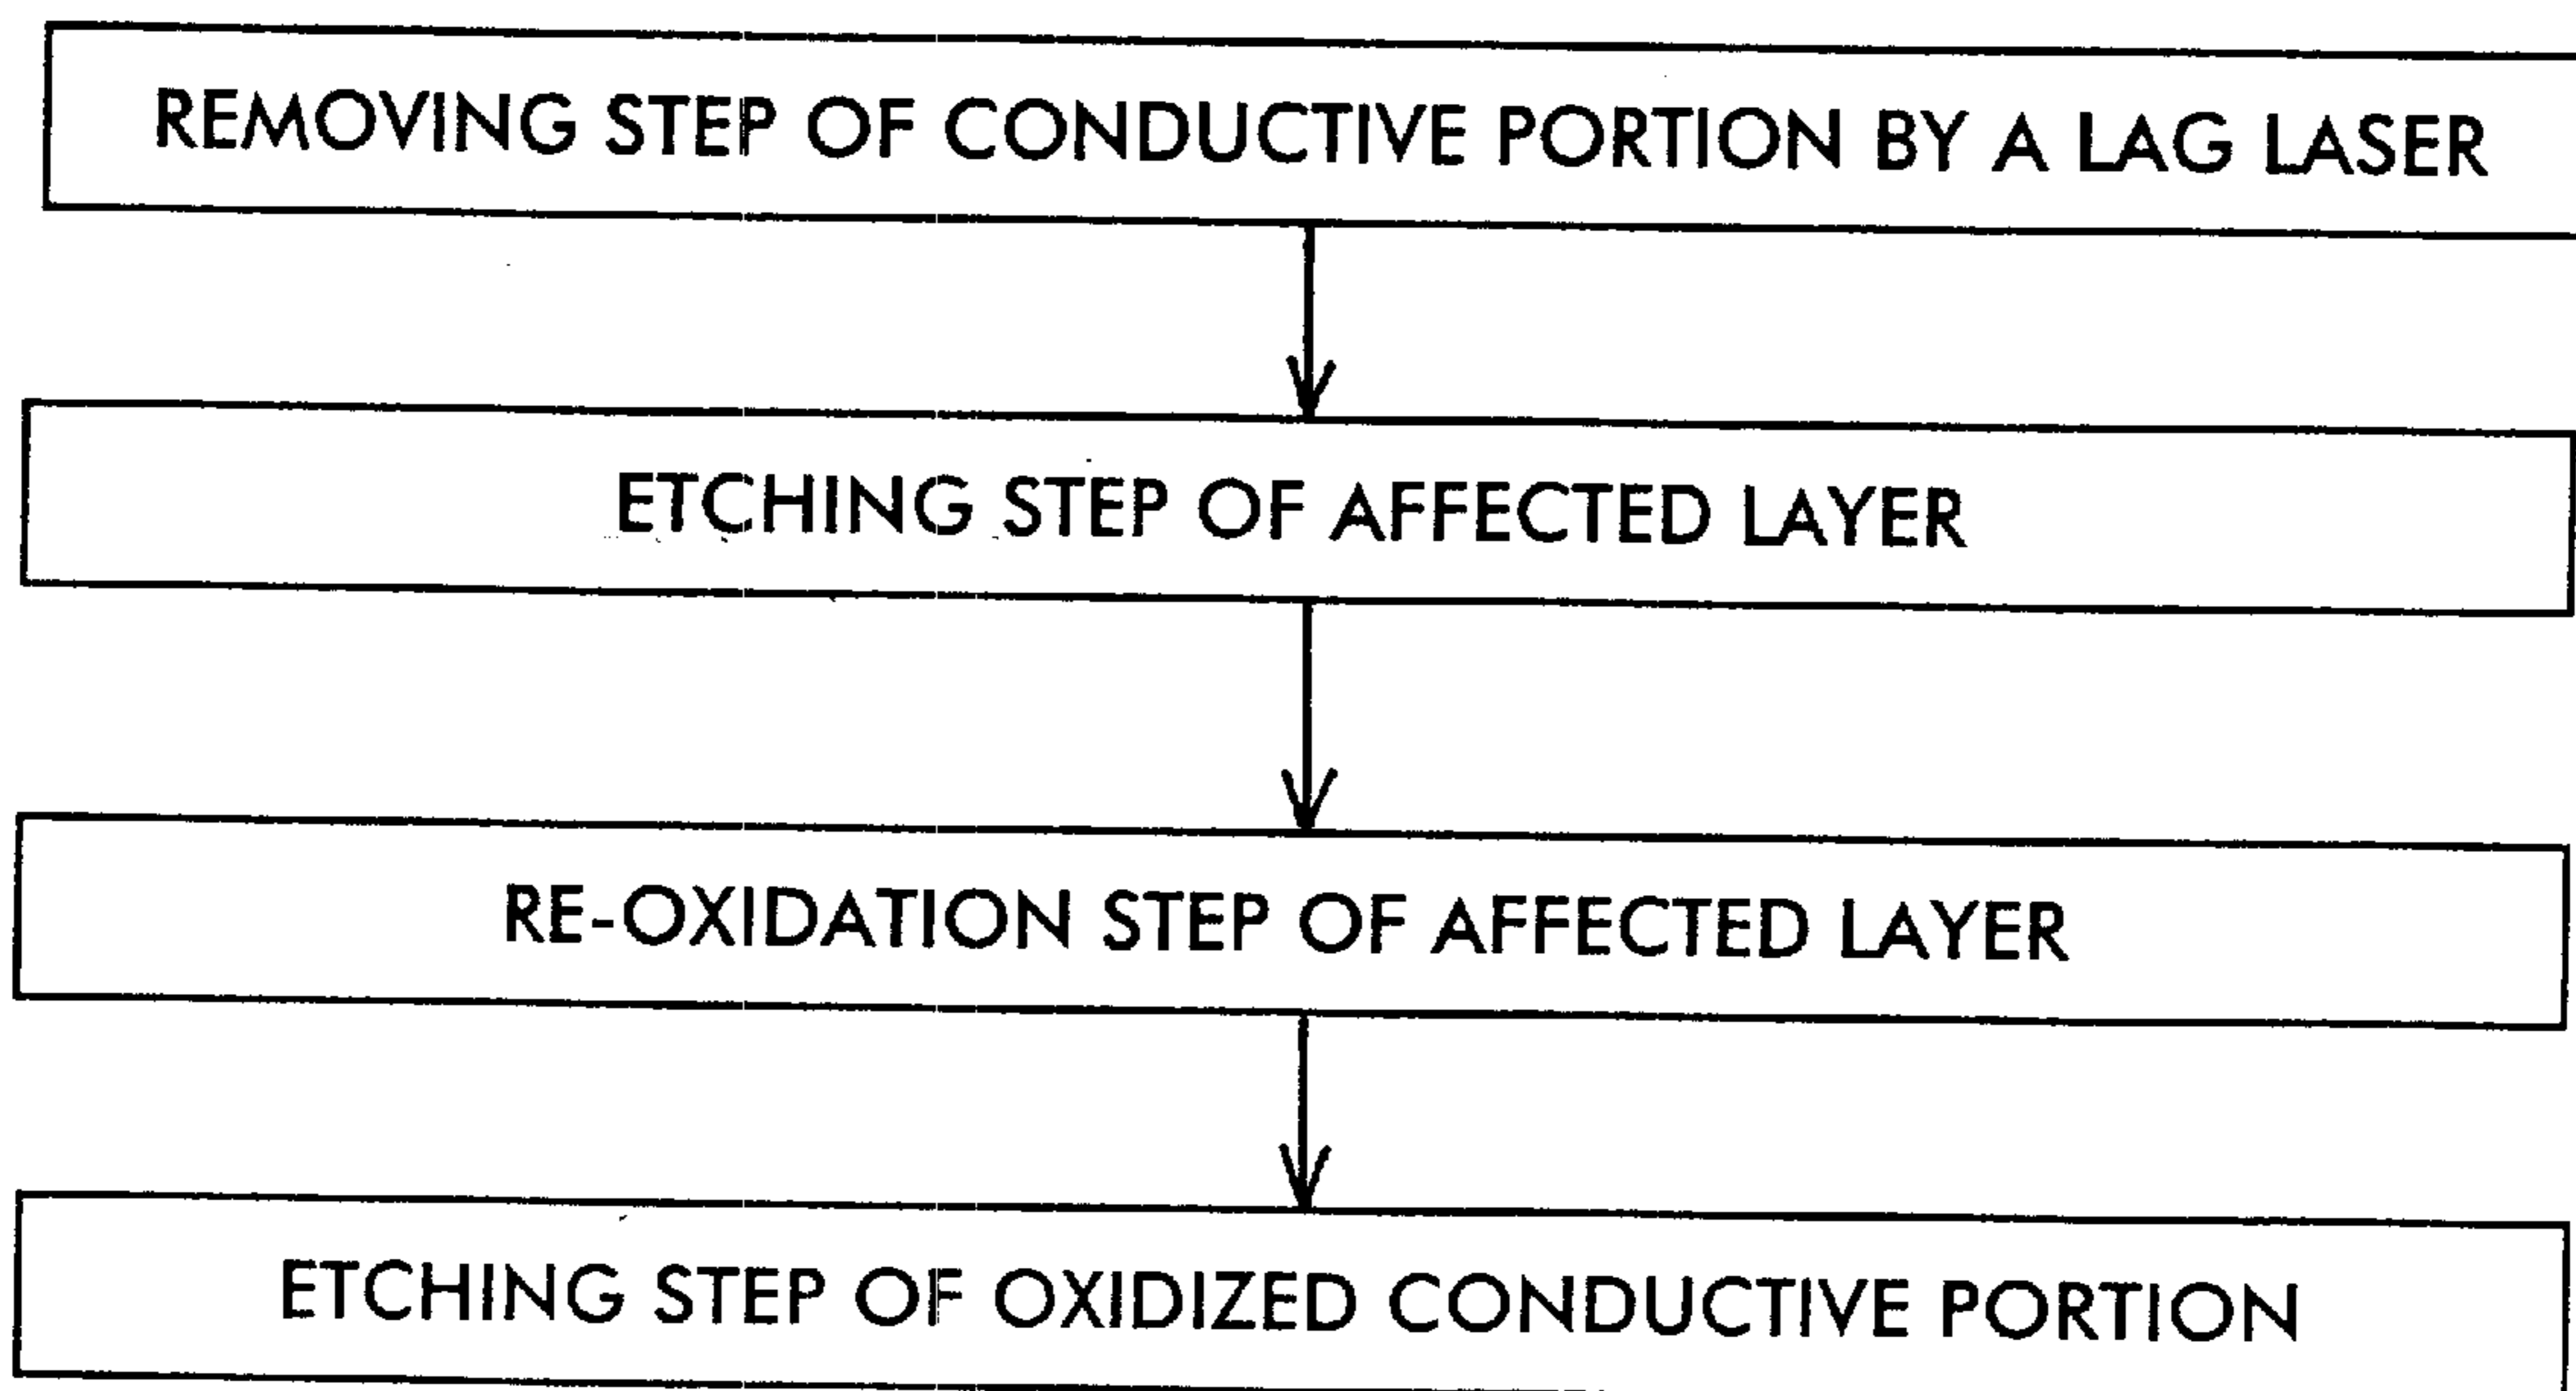 REMOVING STEP OF CONDUCTIVE PORTION BY A LAG LASER
ETCHING STEP OF AFFECTED LAYER
RE-OXIDATION STEP OF AFFECTED LAYER
ETCHING STEP OF OXIDIZED CONDUCTIVE PORTION